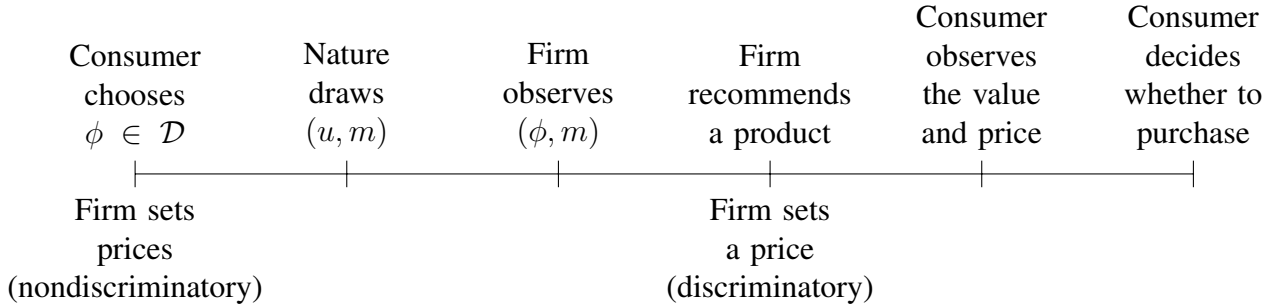 Consumer
chooses
ϕ ∈ 𝒟
Nature
draws
(u, m)
Firm
observes
(ϕ, m)
Firm
recommends
a product
Consumer
observes
the value
and price
Consumer
decides
whether to
purchase
Firm sets
prices
(nondiscriminatory)
Firm sets
a price
(discriminatory)